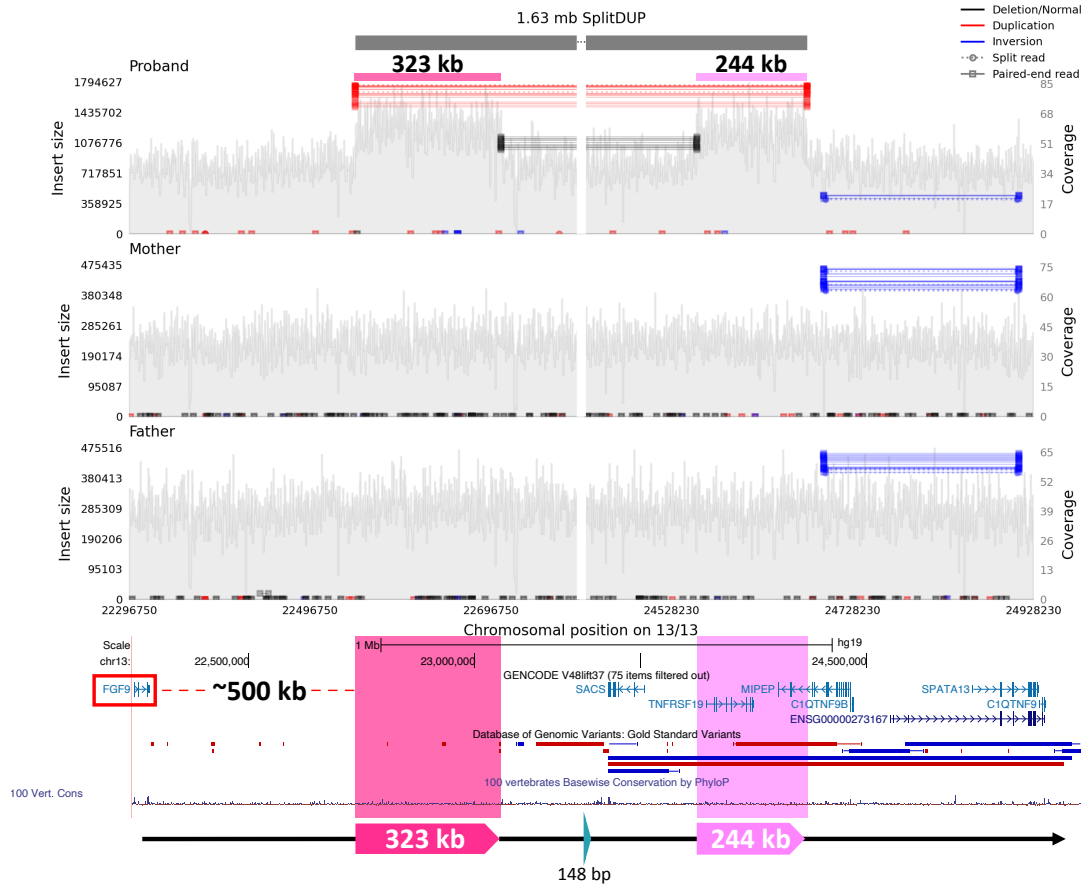 1.63 mb SplitDUP
Deletion/Normal
Duplication
Inversion
Split read
Paired-end read
Proband
323 kb
244 kb
1794627
1435702
1076776
717851
358925
0
Insert size
85
68
51
34
17
0
Coverage
Mother
475435
380348
285261
190174
95087
0
Insert size
75
60
45
30
15
0
Coverage
Father
475516
380413
285309
190206
95103
0
Insert size
65
52
39
26
13
0
Coverage
22296750
22496750
22696750
24528230
24728230
24928230
Chromosomal position on 13/13
Scale
1 Mb
hg19
chr13:
22,500,000
23,000,000
24,500,000
GENCODE V48lift37 (75 items filtered out)
FGF9
~500 kb
SACS
MIPEP
SPATA13
TNFRSF19
C1QTNF9B
C1QTNF9
ENSG00000273167
Database of Genomic Variants: Gold Standard Variants
100 vertebrates Basewise Conservation by PhyloP
100 Vert. Cons
323 kb
244 kb
148 bp